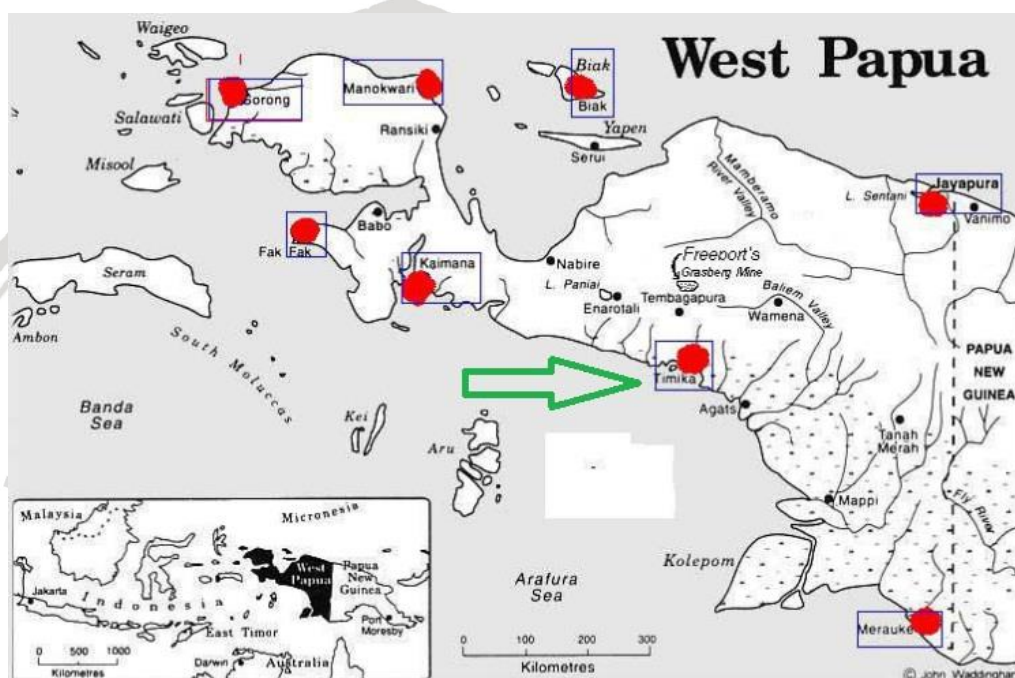 West Papua
Waigeo
Sorong
Manokwari
Biak
Biak
Salawati
Ransiki
Misool
Yapen
Serui
Mamberamo
River Valley
Jayapura
L. Sentani
Vanimo
Babo
Fak Fak
Kaimana
Nabire
Freeport's
Grasberg Mine
L. Paniai
Enarotali
Tembagapura
Baliem Valley
Wamena
Seram
Ambon
South Moluccas
PAPUA
NEW
GUINEA
Timika
Agats
Banda
Sea
Kei
Aru
Tanah
Merah
Mappi
Fly River
Kolepom
Arafura
Sea
Merauke
0 100 200 300
Kilometres
© John Waddingham
Malaysia
Micronesia
West
Papua
Papua
New
Guinea
Jakarta
Indonesia
Port
Moresby
East Timor
0 500 1000
Kilometres
Darwin
Australia